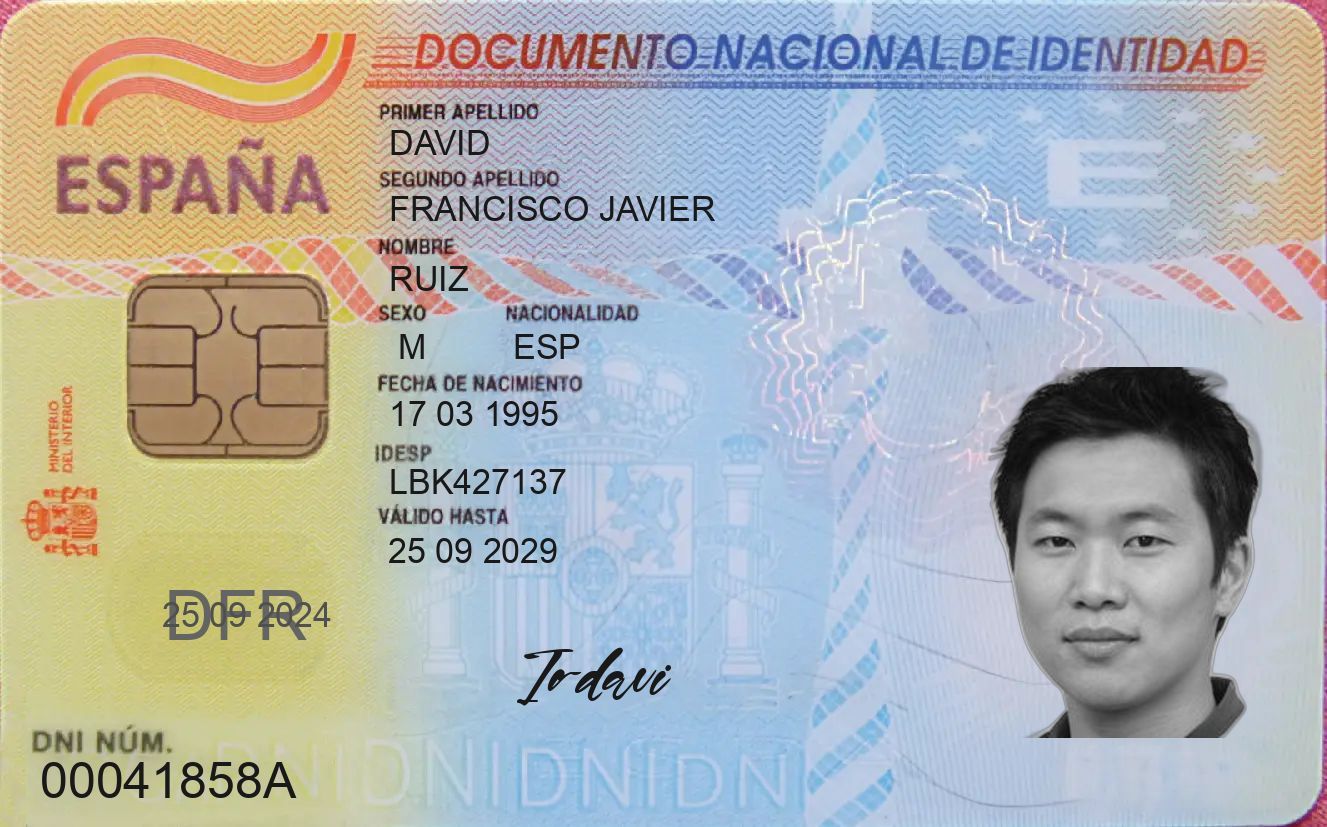 DOCUMENTO NACIONAL DE IDENTIDAD
ESPAÑA
PRIMER APELLIDO
DAVID
SEGUNDO APELLIDO
FRANCISCO JAVIER
NOMBRE
RUIZ
SEXO NACIONALIDAD
M ESP
FECHA DE NACIMIENTO
17 03 1995
IDESP
LBK427137
VÁLIDO HASTA
25 09 2029
MINISTERIO
DEL INTERIOR
E
DFR
25 09 2024
Irdavi
DNI NÚM.
00041858A
DNIDNIDNIDNI